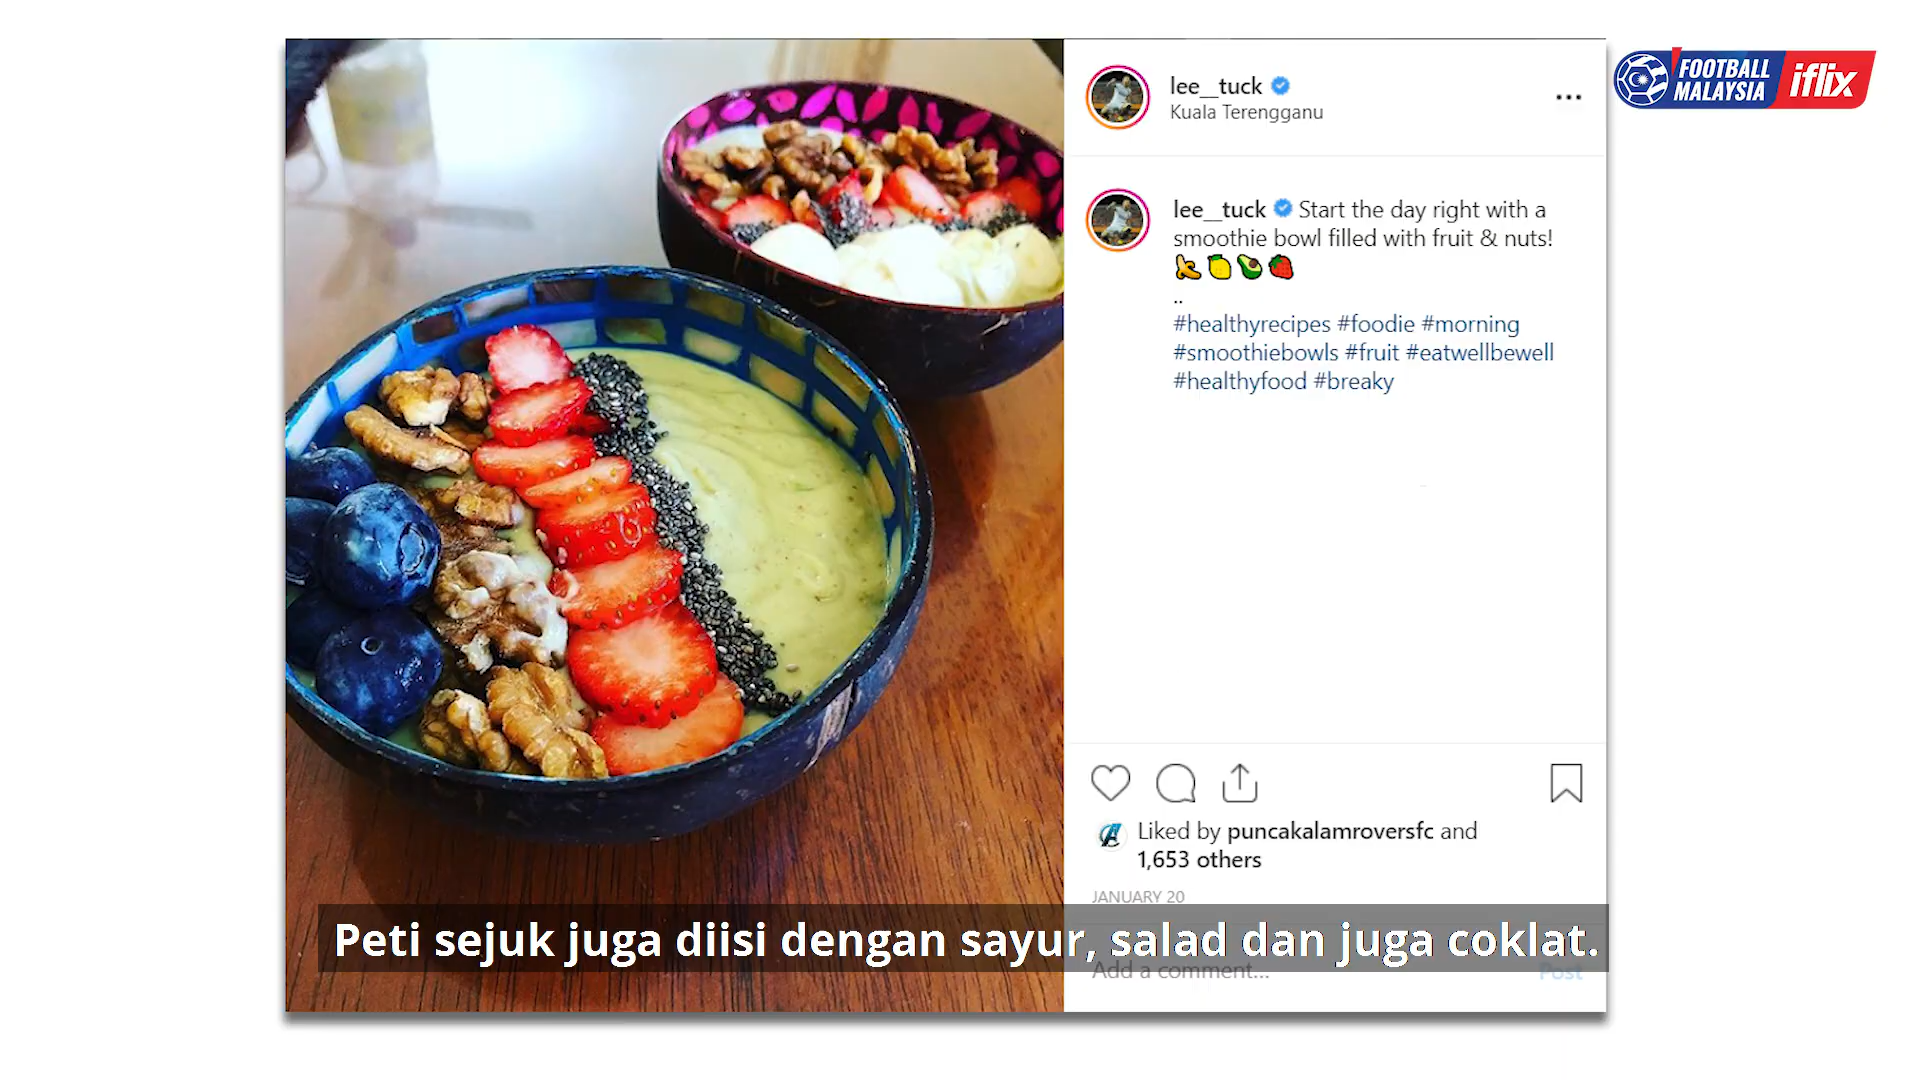 FOOTBALL
MALAYSIA
iflix
lee__tuck
Kuala Terengganu
lee__tuck Start the day right with a
smoothie bowl filled with fruit & nuts!
🍌🍋🥑🍓
..
#healthyrecipes #foodie #morning
#smoothiebowls #fruit #eatwellbewell
#healthyfood #breaky
Liked by puncakalamroversfc and
1,653 others
JANUARY 20
Peti sejuk juga diisi dengan sayur, salad dan juga coklat.
Add a comment... Post